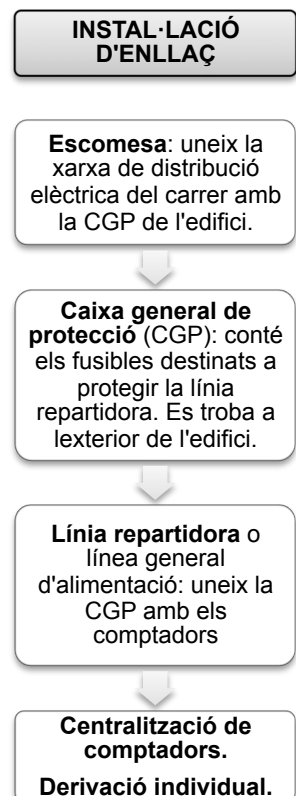 INSTAL·LACIÓ
D'ENLLAÇ
Escomesa: uneix la
xarxa de distribució
elèctrica del carrer amb
la CGP de l'edifici.
Caixa general de
protecció (CGP): conté
els fusibles destinats a
protegir la línia
repartidora. Es troba a
lexterior de l'edifici.
Línia repartidora o
línea general
d'alimentació: uneix la
CGP amb els
comptadors
Centralització de
comptadors.
Derivació individual.